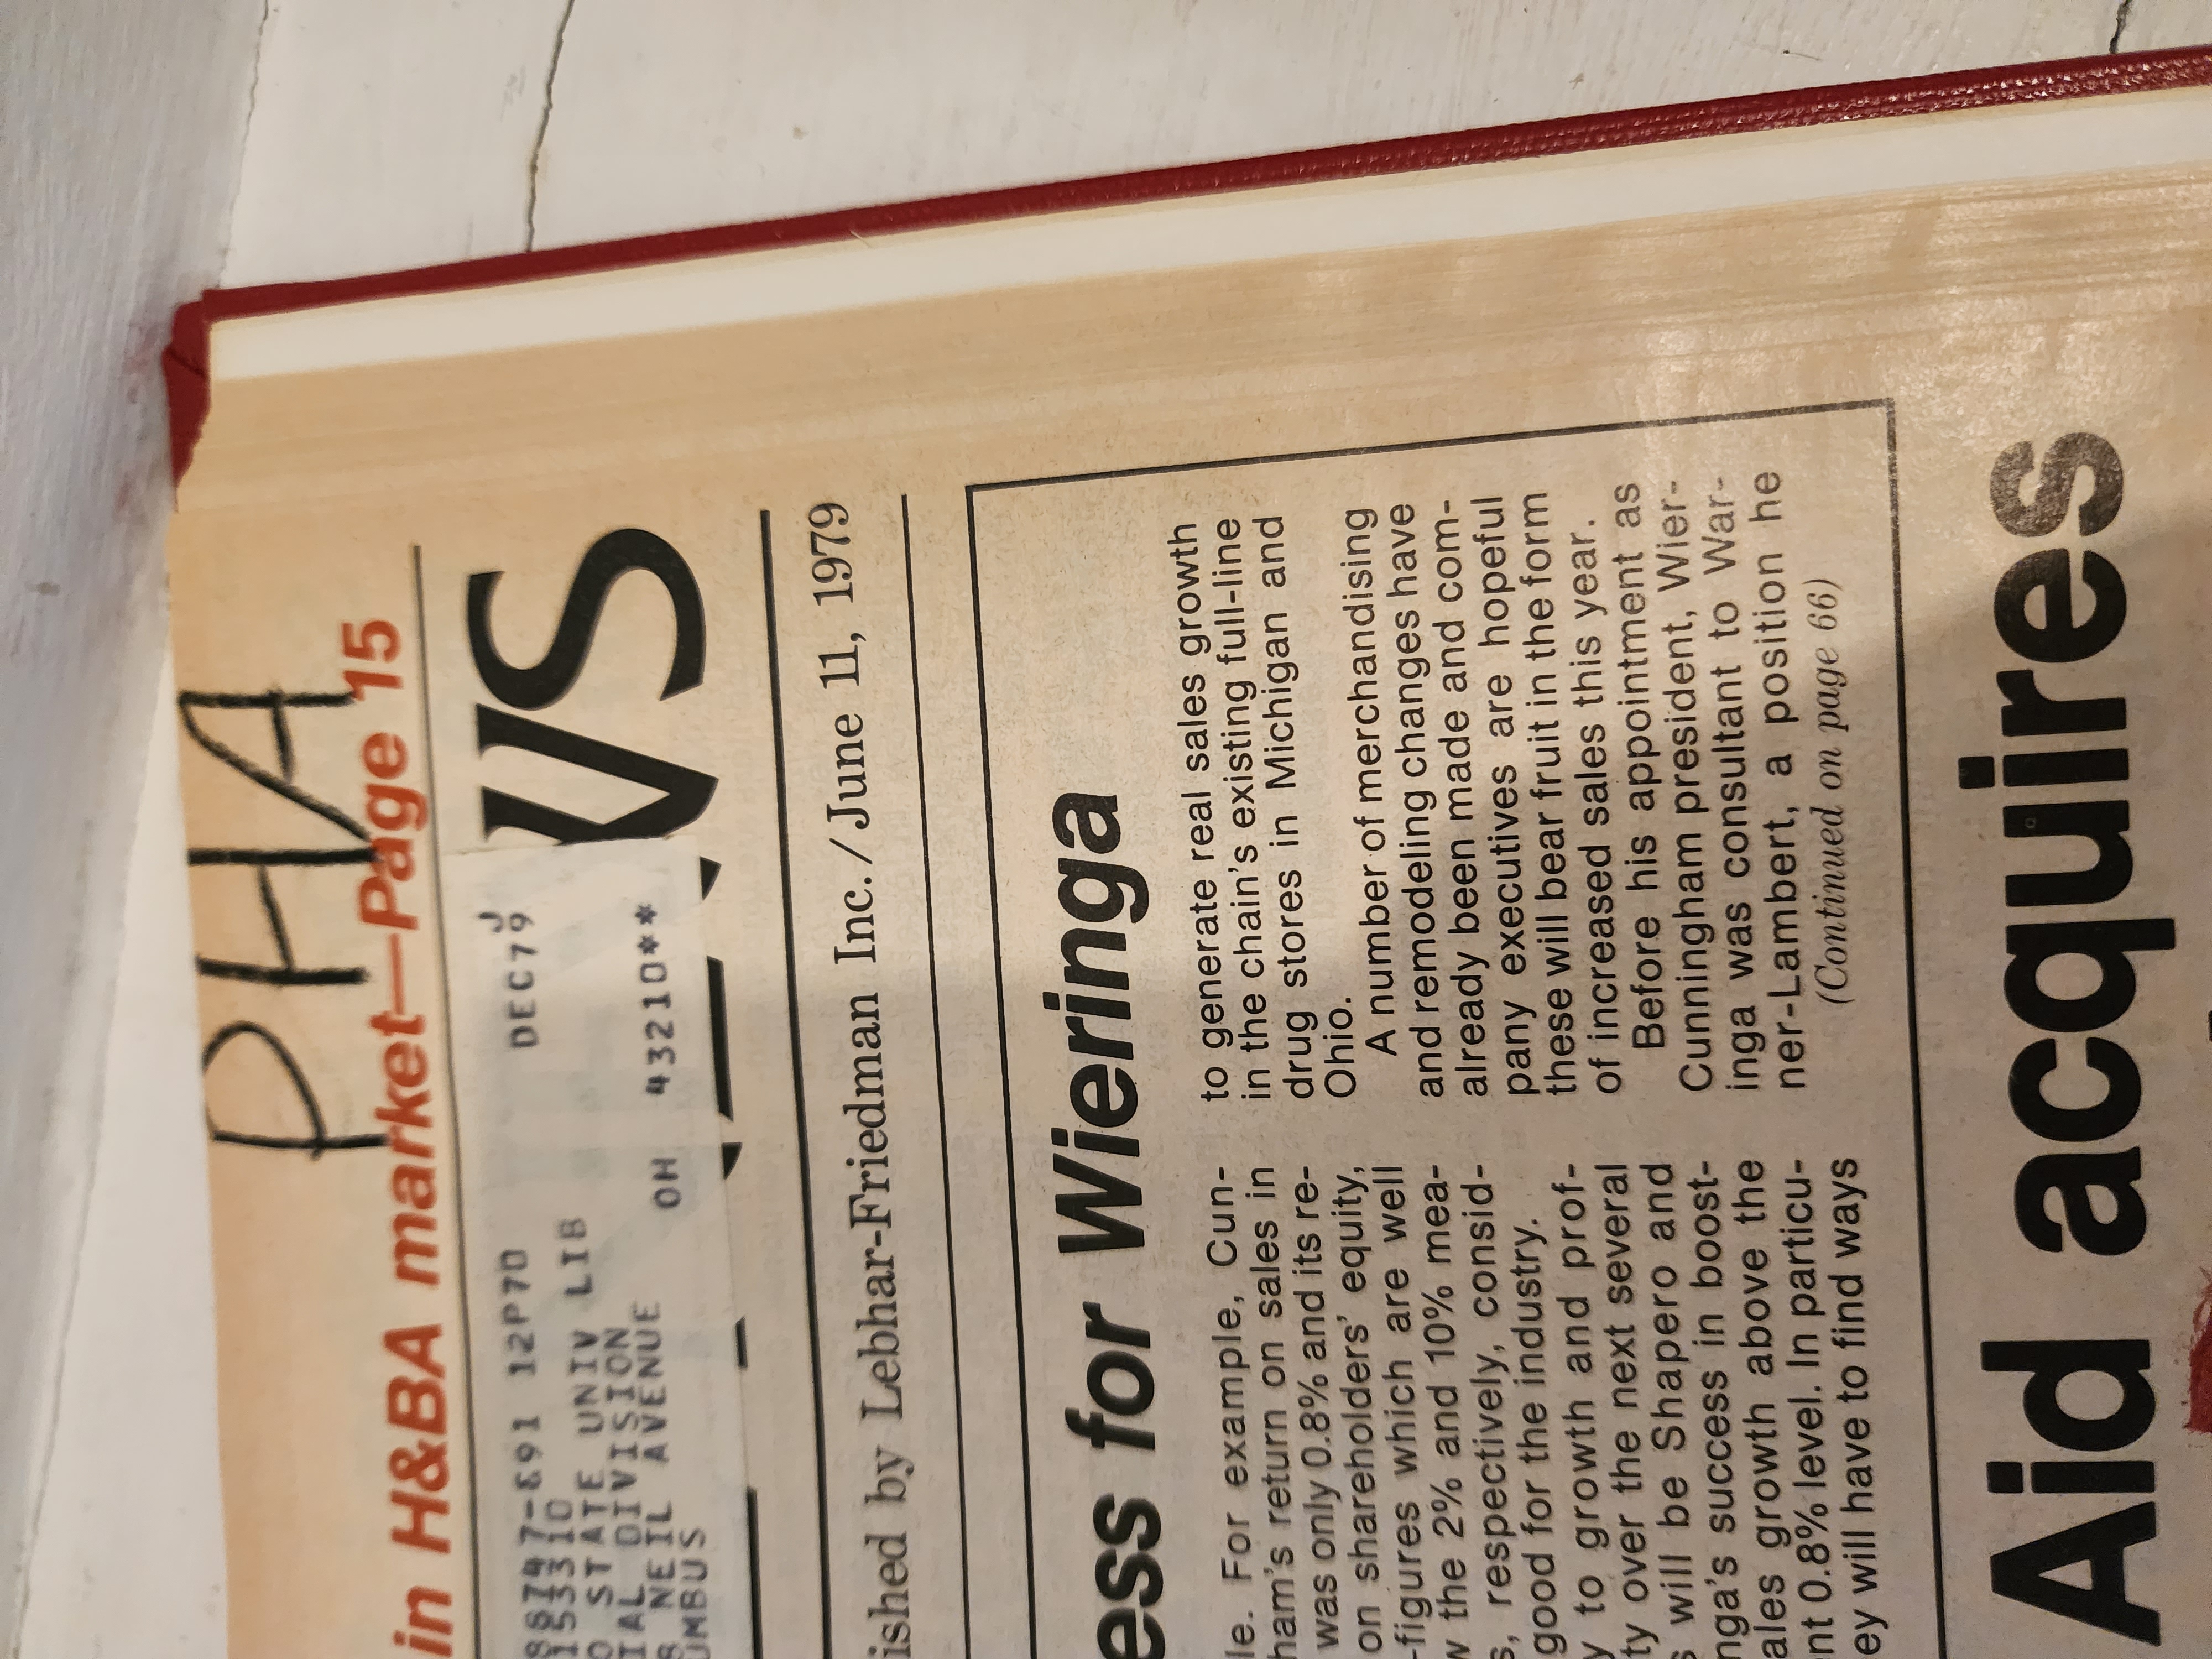 PHA
in H&BA market—Page 15
88747-891 12P7D DEC79 J
153310
O STATE UNIV LIB
IAL DIVISION
NEIL AVENUE
UMBUS OH 43210**
VS
ished by Lebhar-Friedman Inc./June 11, 1979
ess for Wieringa
le. For example, Cun-
ham's return on sales in
was only 0.8% and its re-
on shareholders' equity,
-figures which are well
w the 2% and 10% mea-
s, respectively, consid-
good for the industry.
y to growth and prof-
ty over the next several
s will be Shapero and
nga's success in boost-
ales growth above the
nt 0.8% level. In particu-
ey will have to find ways
to generate real sales growth
in the chain's existing full-line
drug stores in Michigan and
Ohio.
A number of merchandising
and remodeling changes have
already been made and com-
pany executives are hopeful
these will bear fruit in the form
of increased sales this year.
Before his appointment as
Cunningham president, Wier-
inga was consultant to War-
ner-Lambert, a position he
(Continued on page 66)
Aid acquires